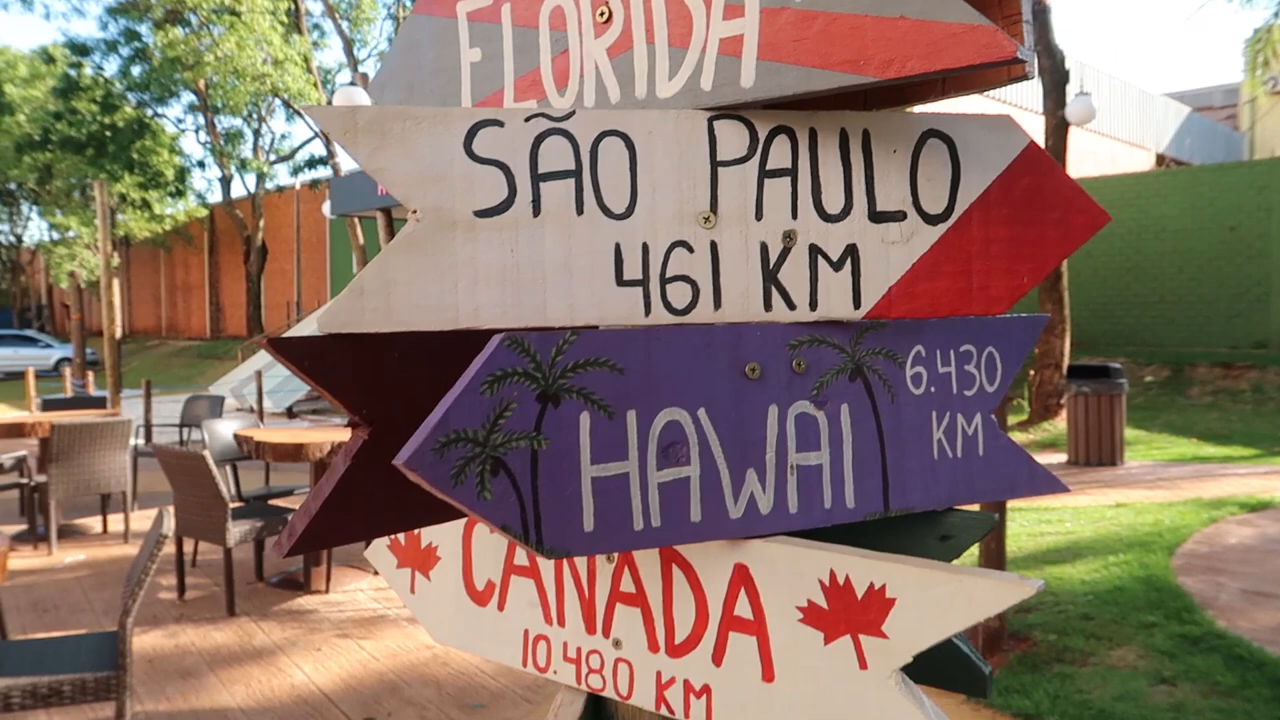 FLORIDA
SÃO PAULO
461 KM
HAWAI
6.430
KM
CANADA
10.480 KM